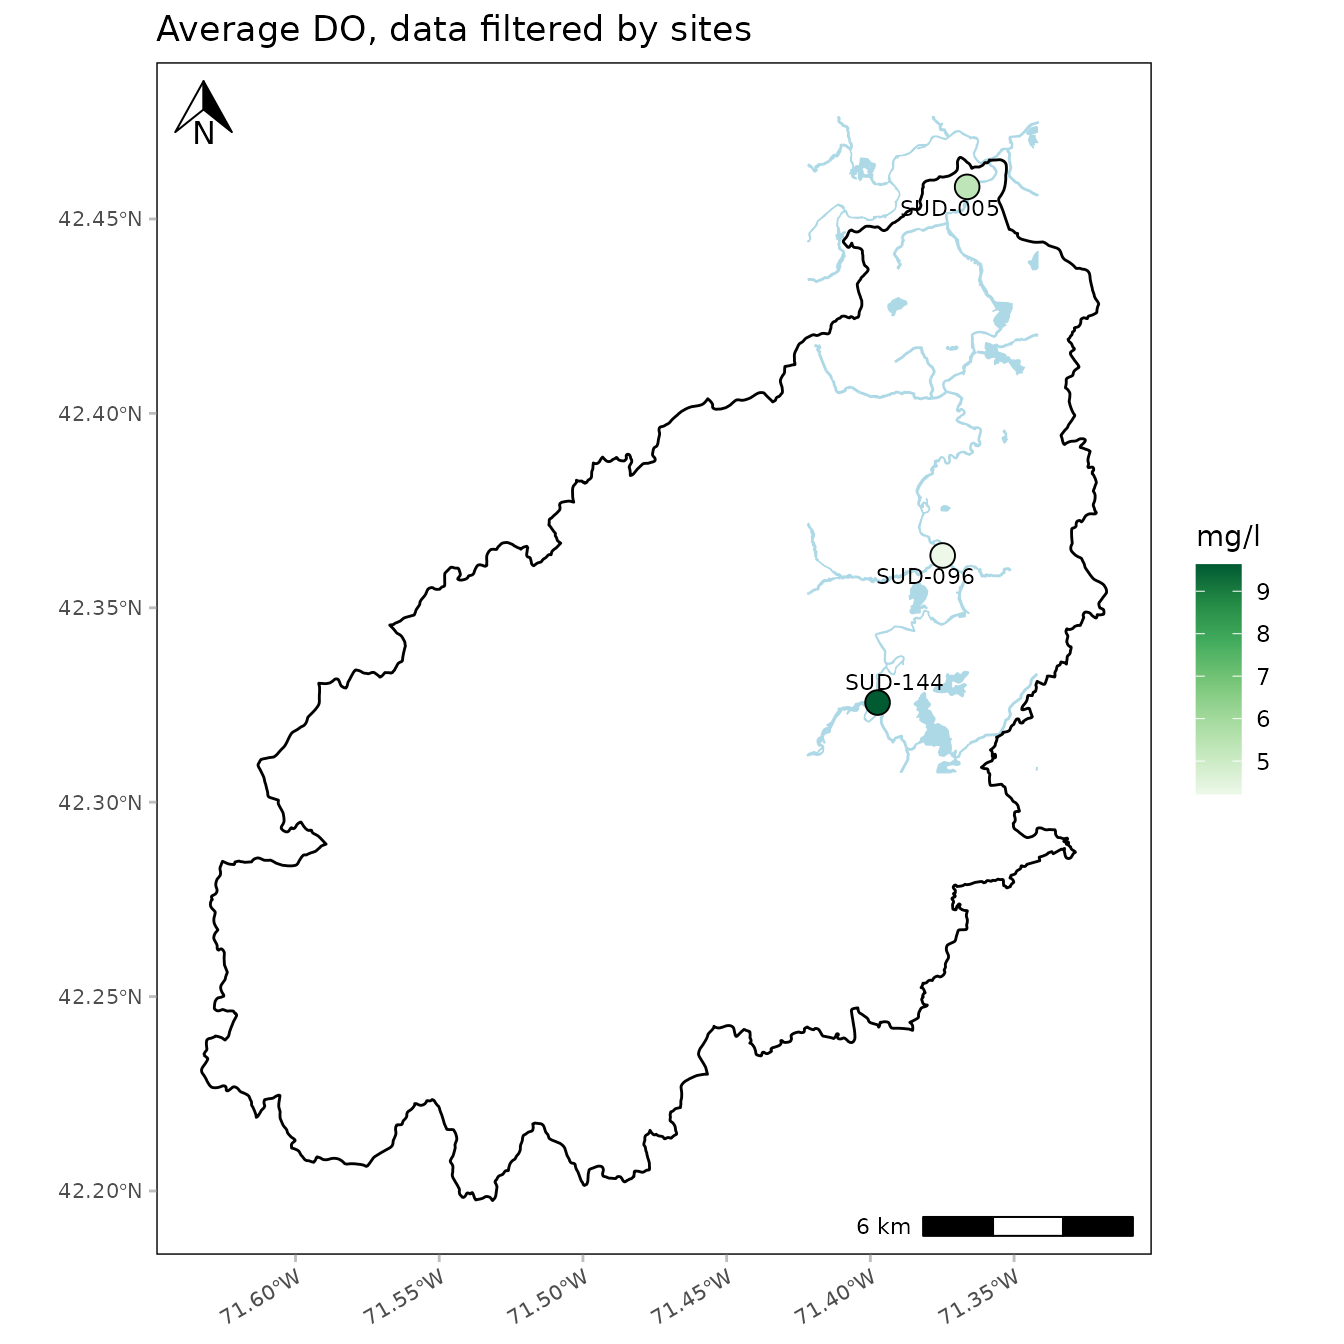 Average DO, data filtered by sites
N
42.45°N
42.40°N
42.35°N
42.30°N
42.25°N
42.20°N
SUD-005
SUD-096
SUD-144
6 km
71.60°W
71.55°W
71.50°W
71.45°W
71.40°W
71.35°W
mg/l
9
8
7
6
5